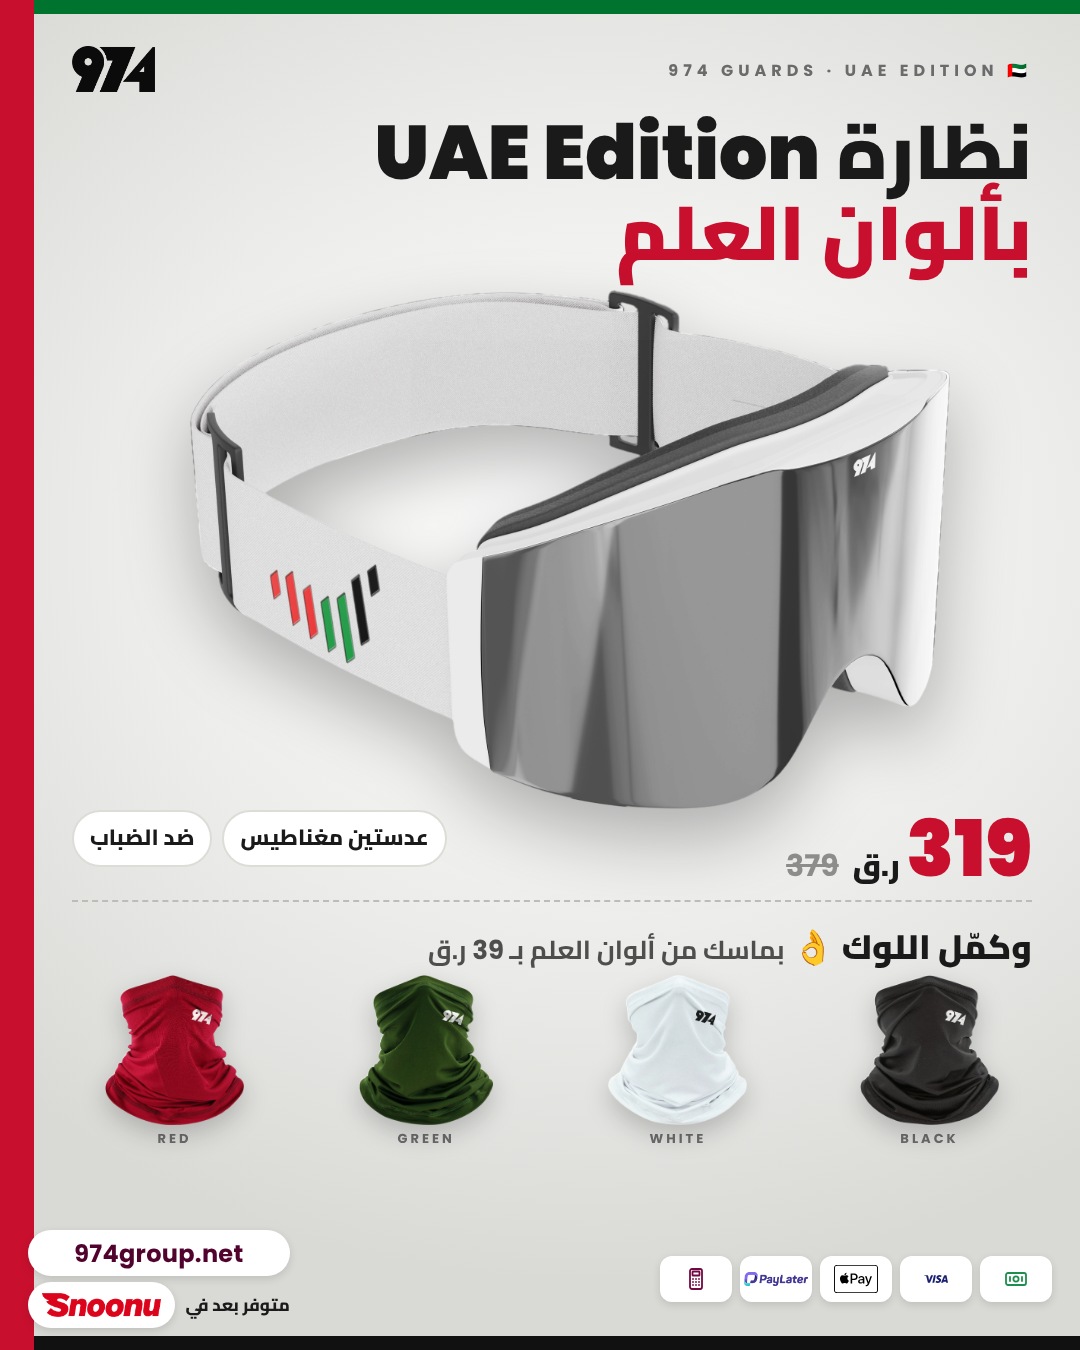 974
974 GUARDS · UAE EDITION 🇦🇪
نظارة UAE Edition
بألوان العلم
974
319 ر.ق 379
عدستين مغناطيس
ضد الضباب
وكمّل اللوك 👌 بماسك من ألوان العلم بـ 39 ر.ق
974 974 974 974
RED GREEN WHITE BLACK
974group.net
متوفر بعد في Snoonu
PayLater Pay VISA